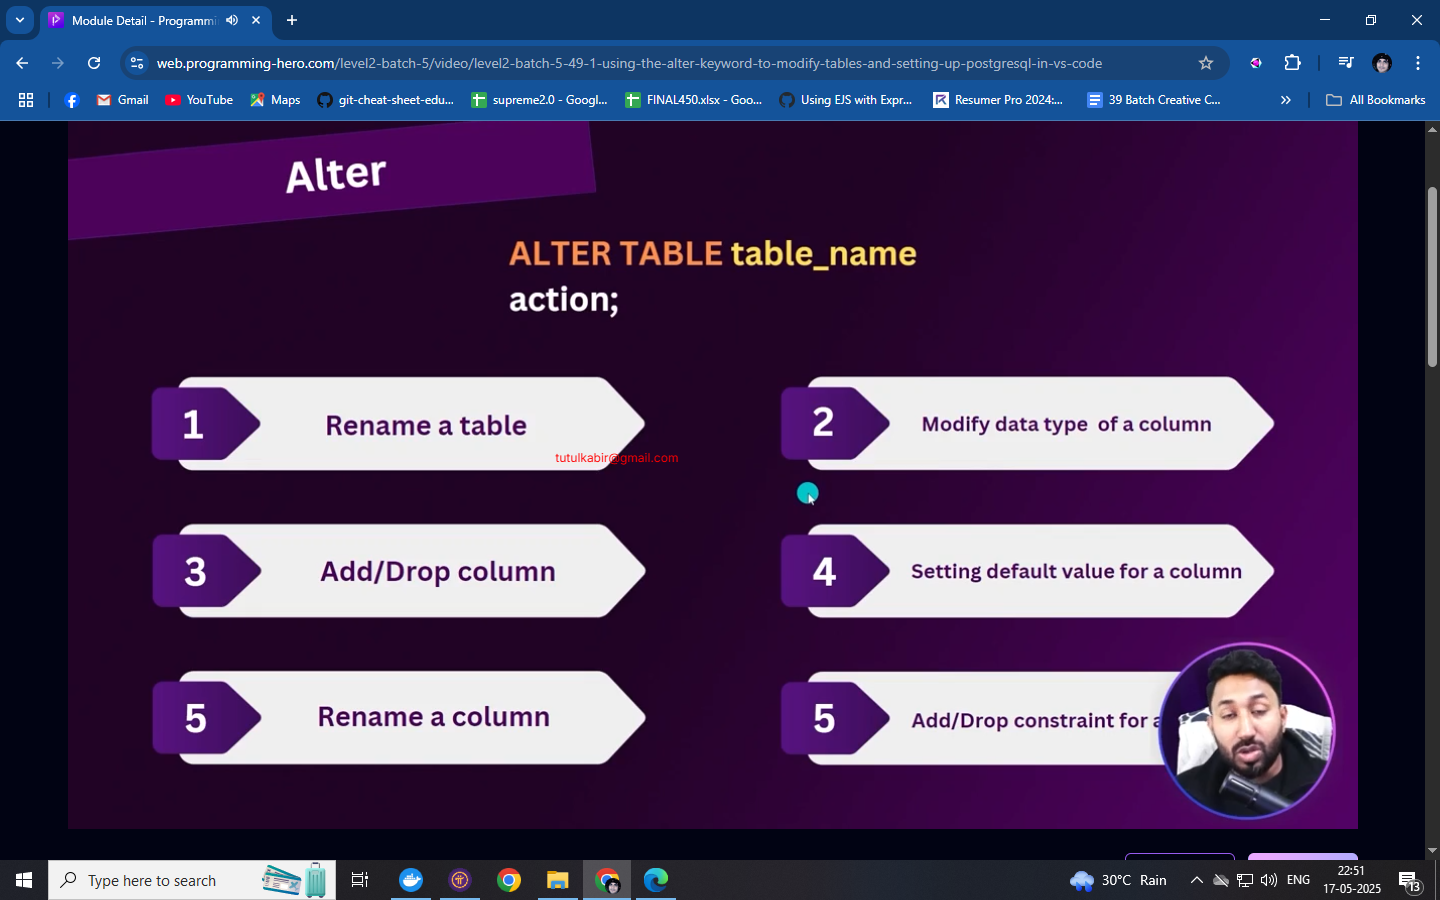 Module Detail - Programmi
web.programming-hero.com/level2-batch-5/video/level2-batch-5-49-1-using-the-alter-keyword-to-modify-tables-and-setting-up-postgresql-in-vs-code
Gmail
YouTube
Maps
git-cheat-sheet-edu...
supreme2.0 - Googl...
FINAL450.xlsx - Goo...
Using EJS with Expr...
Resumer Pro 2024:...
39 Batch Creative C...
All Bookmarks
Alter
ALTER TABLE table_name
action;
1 Rename a table
2 Modify data type of a column
tutulkabir@gmail.com
3 Add/Drop column
4 Setting default value for a column
5 Rename a column
5 Add/Drop constraint for a
Type here to search
30°C Rain
ENG
22:51
17-05-2025
13